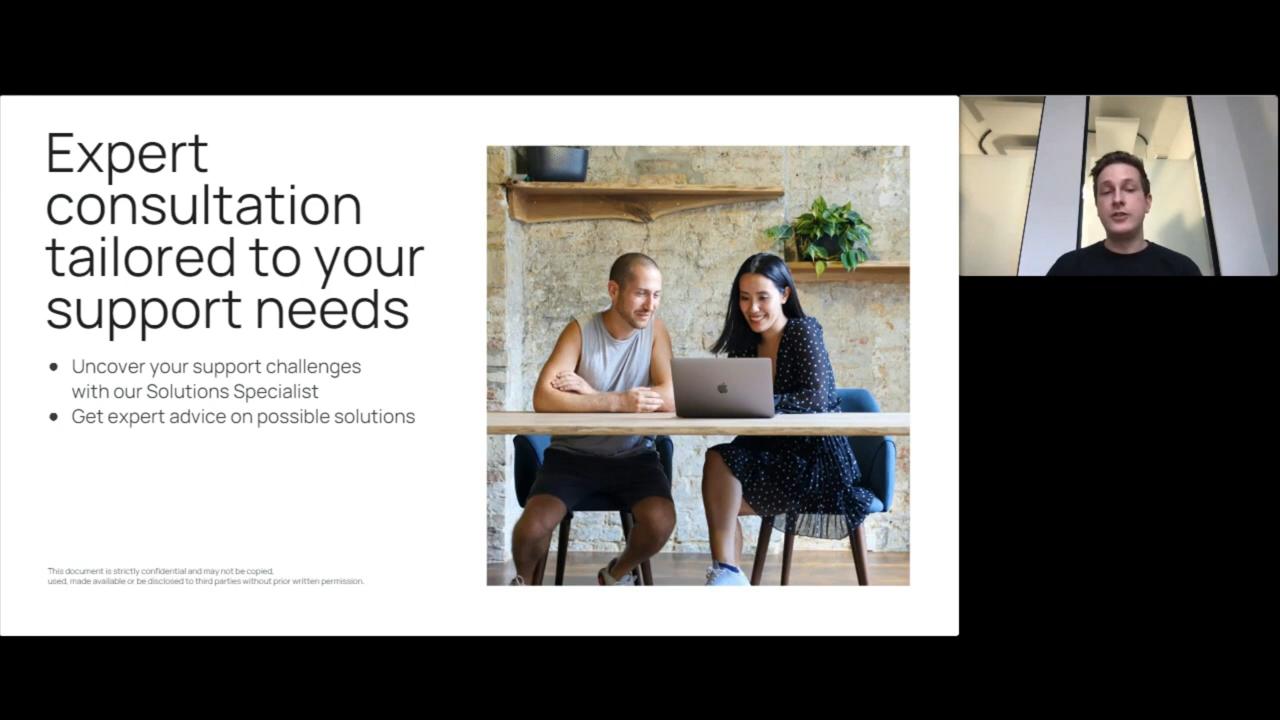 Expert
consultation
tailored to your
support needs
● Uncover your support challenges
with our Solutions Specialist
● Get expert advice on possible solutions
This document is strictly confidential and may not be copied,
used, made available or be disclosed to third parties without prior written permission.